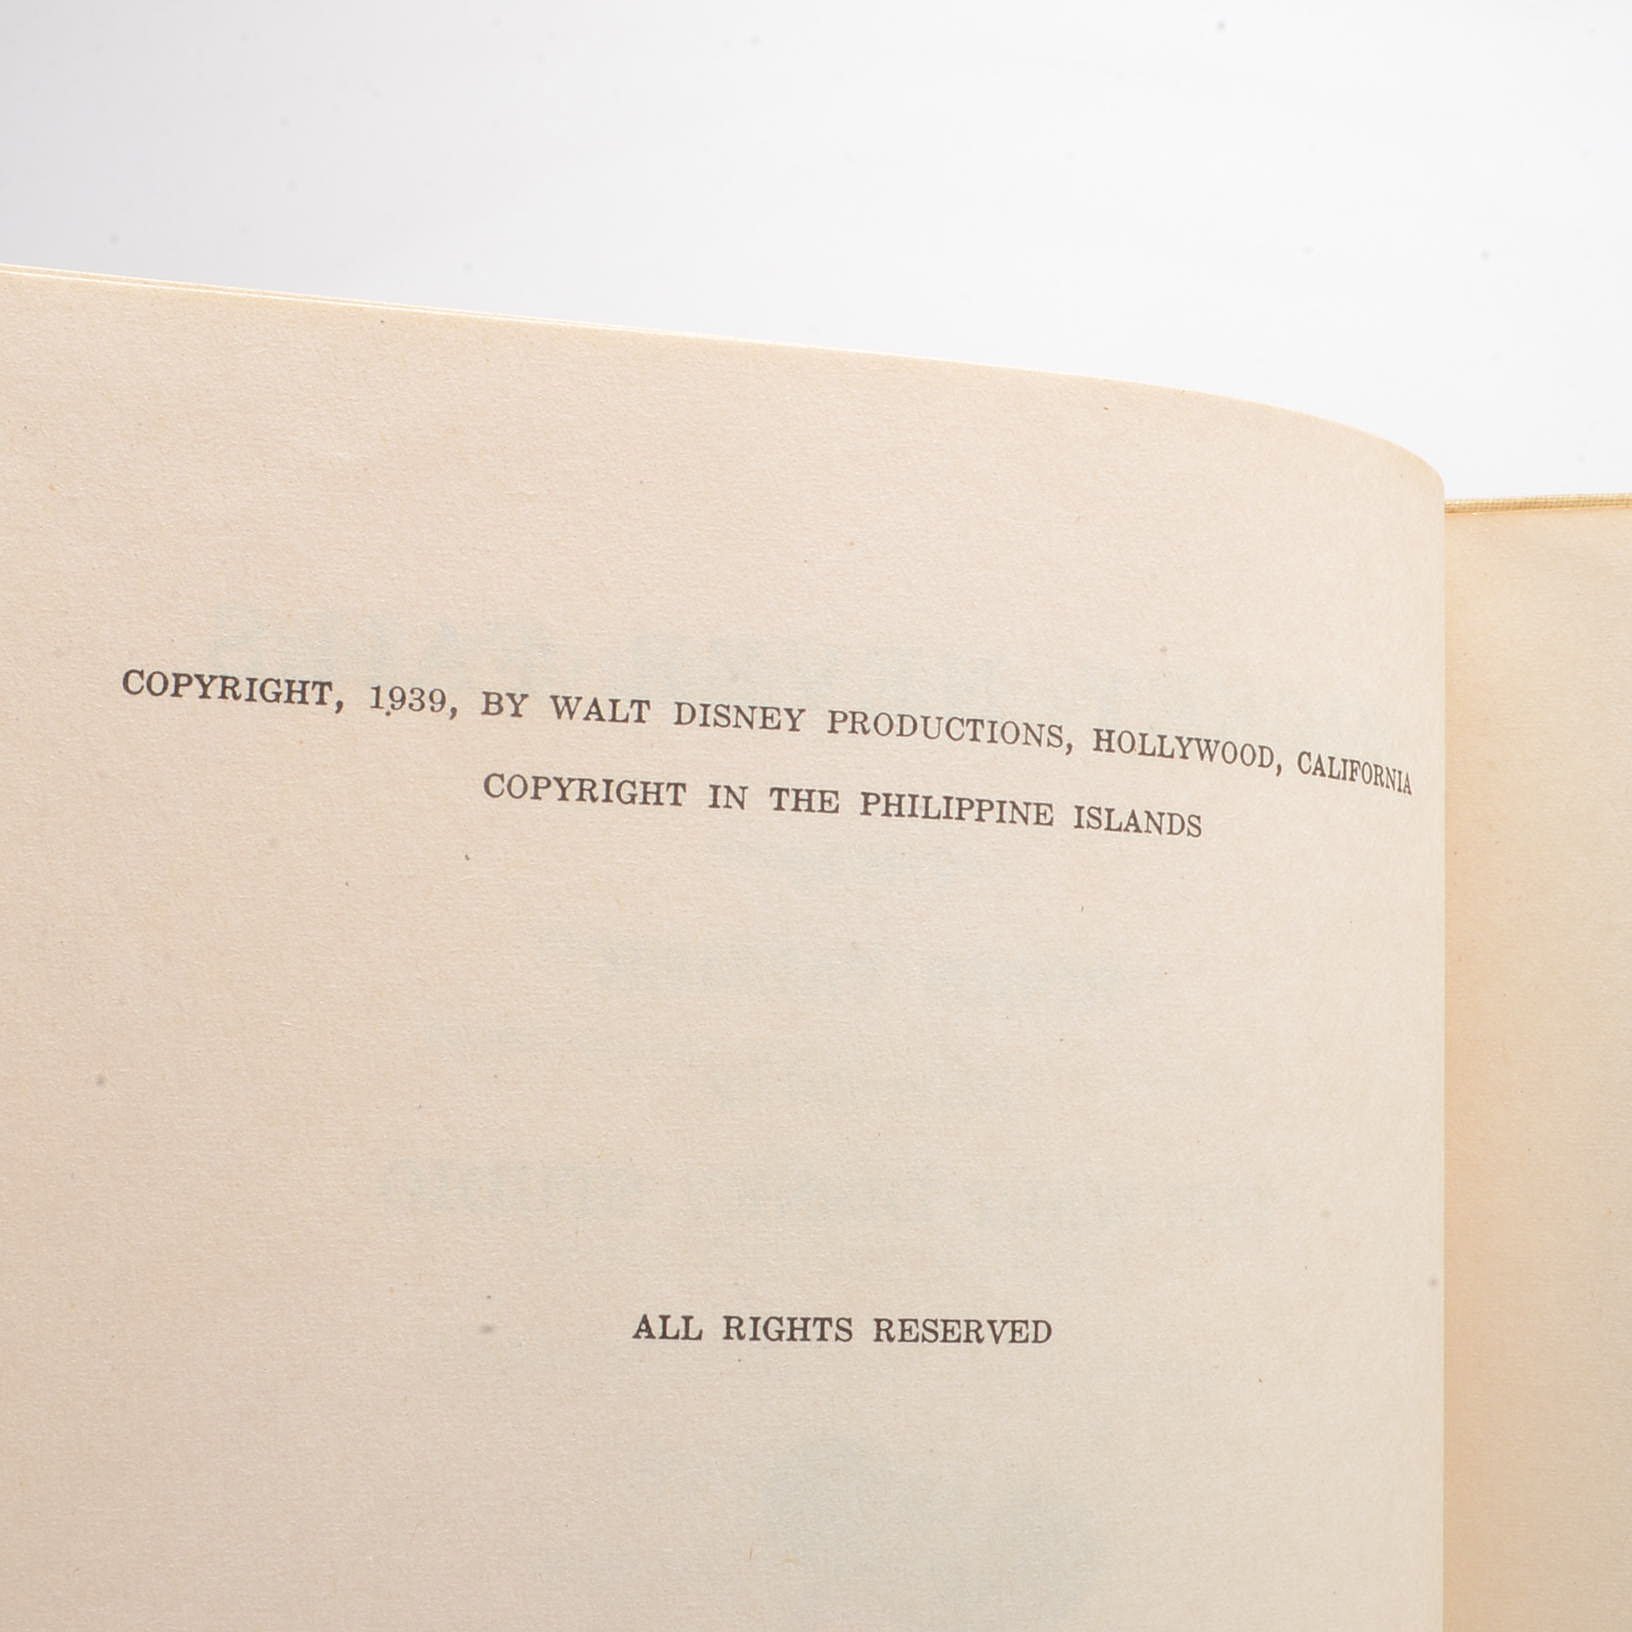 COPYRIGHT, 1939, BY WALT DISNEY PRODUCTIONS, HOLLYWOOD, CALIFORNIA
COPYRIGHT IN THE PHILIPPINE ISLANDS
ALL RIGHTS RESERVED